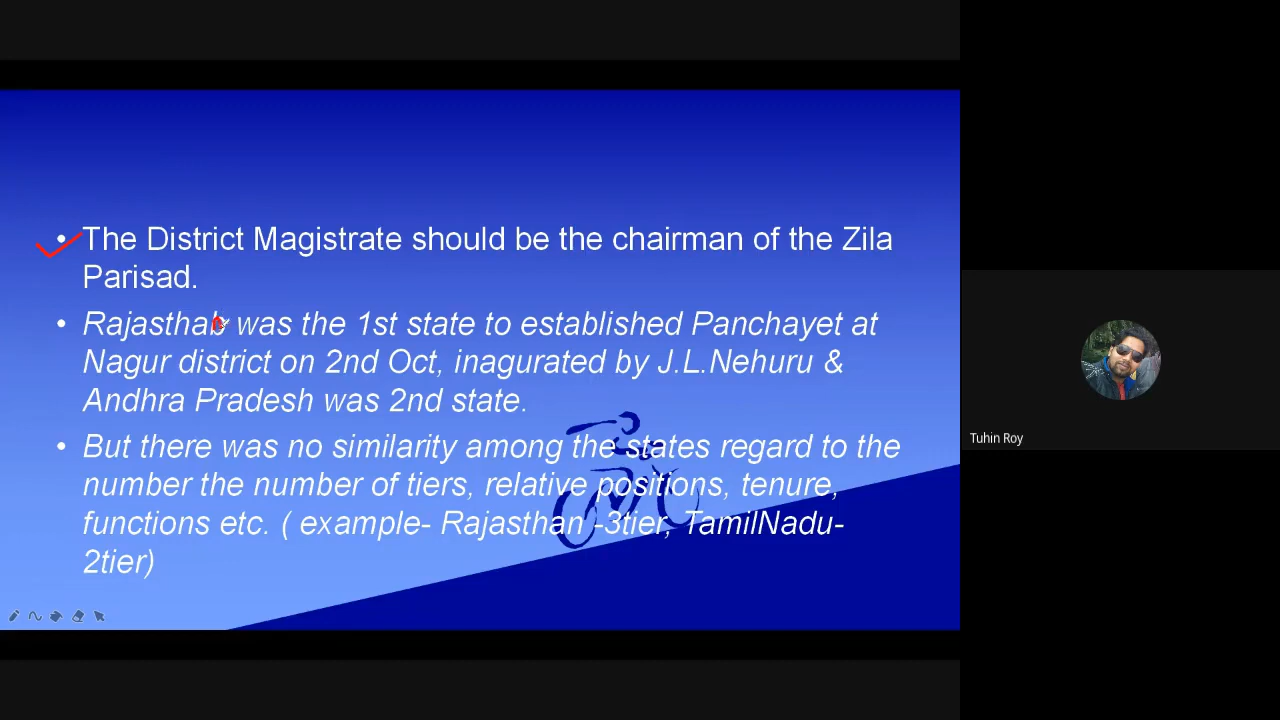 • The District Magistrate should be the chairman of the Zila
Parisad.
• Rajasthab was the 1st state to established Panchayet at
Nagur district on 2nd Oct, inagurated by J.L.Nehuru &
Andhra Pradesh was 2nd state.
• But there was no similarity among the states regard to the
number the number of tiers, relative positions, tenure,
functions etc. ( example- Rajasthan -3tier, TamilNadu-
2tier)
Tuhin Roy